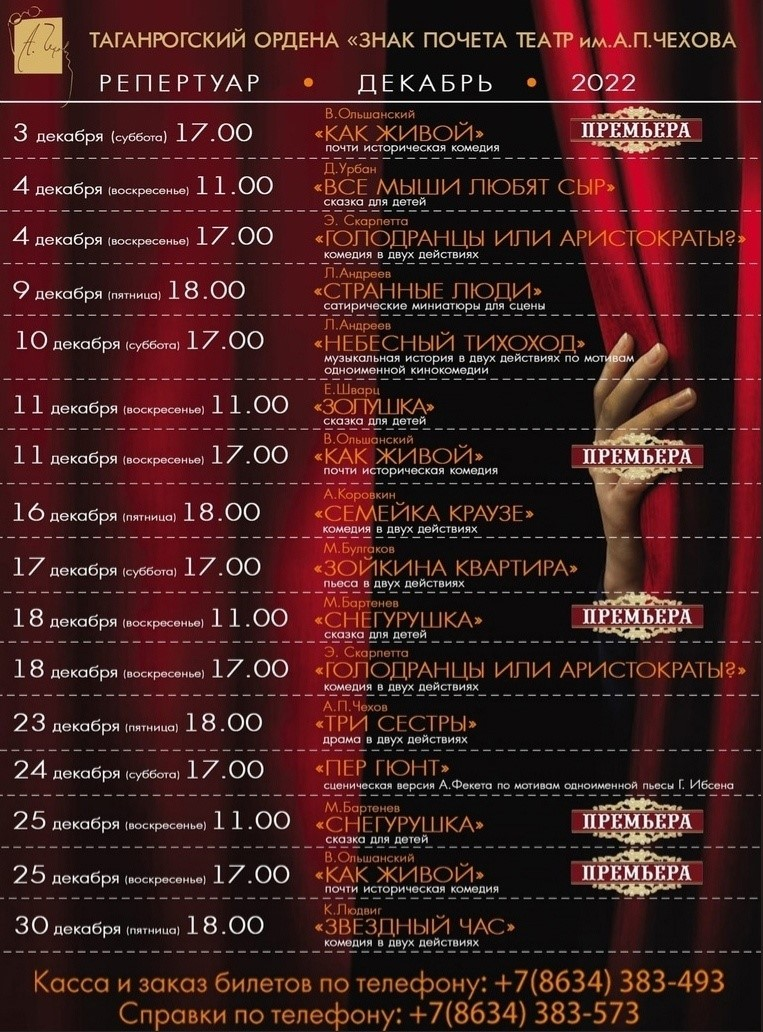 А. Чех
ТАГАНРОГСКИЙ ОРДЕНА «ЗНАК ПОЧЕТА ТЕАТР им.А.П.ЧЕХОВА
РЕПЕРТУАР • ДЕКАБРЬ • 2022
3 декабря (суббота) 17.00
В.Ольшанский
«КАК ЖИВОЙ»
почти историческая комедия
ПРЕМЬЕРА
4 декабря (воскресенье) 11.00
Д.Урбан
«ВСЕ МЫШИ ЛЮБЯТ СЫР»
сказка для детей
4 декабря (воскресенье) 17.00
Э. Скарпетта
«ГОЛОДРАНЦЫ ИЛИ АРИСТОКРАТЫ?»
комедия в двух действиях
9 декабря (пятница) 18.00
Л.Андреев
«СТРАННЫЕ ЛЮДИ»
сатирические миниатюры для сцены
10 декабря (суббота) 17.00
Л.Андреев
«НЕБЕСНЫЙ ТИХОХОД»
музыкальная история в двух действиях по мотивам
одноименной кинокомедии
11 декабря (воскресенье) 11.00
Е.Шварц
«ЗОЛУШКА»
сказка для детей
11 декабря (воскресенье) 17.00
В.Ольшанский
«КАК ЖИВОЙ»
почти историческая комедия
ПРЕМЬЕРА
16 декабря (пятница) 18.00
А.Коровкин
«СЕМЕЙКА КРАУЗЕ»
комедия в двух действиях
17 декабря (суббота) 17.00
М.Булгаков
«ЗОЙКИНА КВАРТИРА»
пьеса в двух действиях
18 декабря (воскресенье) 11.00
М.Бартенев
«СНЕГУРУШКА»
сказка для детей
ПРЕМЬЕРА
18 декабря (воскресенье) 17.00
Э. Скарпетта
«ГОЛОДРАНЦЫ ИЛИ АРИСТОКРАТЫ?»
комедия в двух действиях
23 декабря (пятница) 18.00
А.П.Чехов
«ТРИ СЕСТРЫ»
драма в двух действиях
24 декабря (суббота) 17.00
«ПЕР ГЮНТ»
сценическая версия А.Фекета по мотивам одноименной пьесы Г. Ибсена
25 декабря (воскресенье) 11.00
М.Бартенев
«СНЕГУРУШКА»
сказка для детей
ПРЕМЬЕРА
25 декабря (воскресенье) 17.00
В.Ольшанский
«КАК ЖИВОЙ»
почти историческая комедия
ПРЕМЬЕРА
30 декабря (пятница) 18.00
К.Людвиг
«ЗВЕЗДНЫЙ ЧАС»
комедия в двух действиях
Касса и заказ билетов по телефону: +7(8634) 383-493
Справки по телефону: +7(8634) 383-573